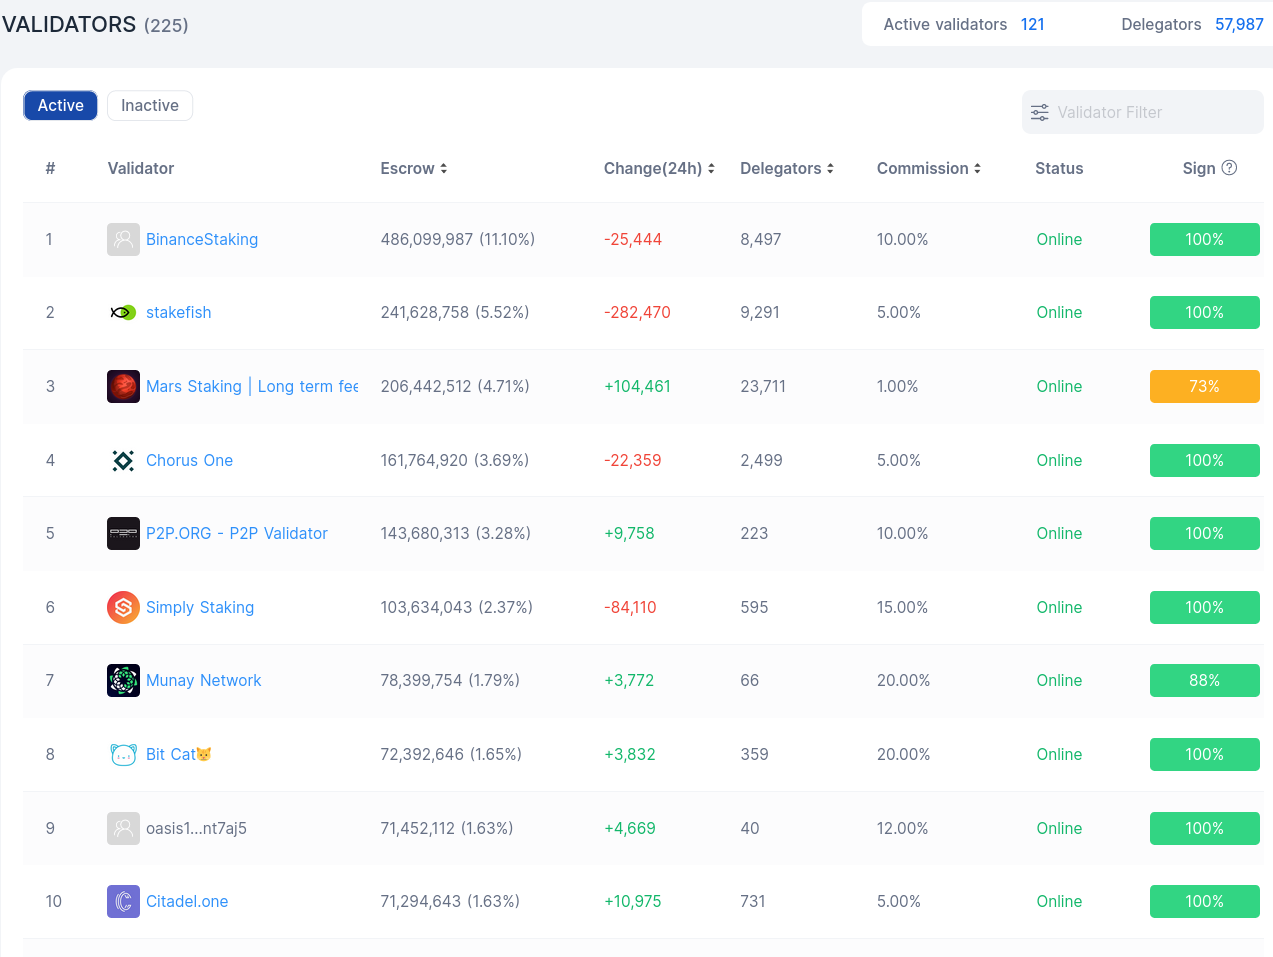 VALIDATORS (225)
Active validators 121 Delegators 57,987
Active Inactive Validator Filter
# Validator Escrow Change(24h) Delegators Commission Status Sign ?
1 BinanceStaking 486,099,987 (11.10%) -25,444 8,497 10.00% Online 100%
2 stakefish 241,628,758 (5.52%) -282,470 9,291 5.00% Online 100%
3 Mars Staking | Long term fee 206,442,512 (4.71%) +104,461 23,711 1.00% Online 73%
4 Chorus One 161,764,920 (3.69%) -22,359 2,499 5.00% Online 100%
5 P2P.ORG - P2P Validator 143,680,313 (3.28%) +9,758 223 10.00% Online 100%
6 Simply Staking 103,634,043 (2.37%) -84,110 595 15.00% Online 100%
7 Munay Network 78,399,754 (1.79%) +3,772 66 20.00% Online 88%
8 Bit Cat🐱 72,392,646 (1.65%) +3,832 359 20.00% Online 100%
9 oasis1...nt7aj5 71,452,112 (1.63%) +4,669 40 12.00% Online 100%
10 Citadel.one 71,294,643 (1.63%) +10,975 731 5.00% Online 100%